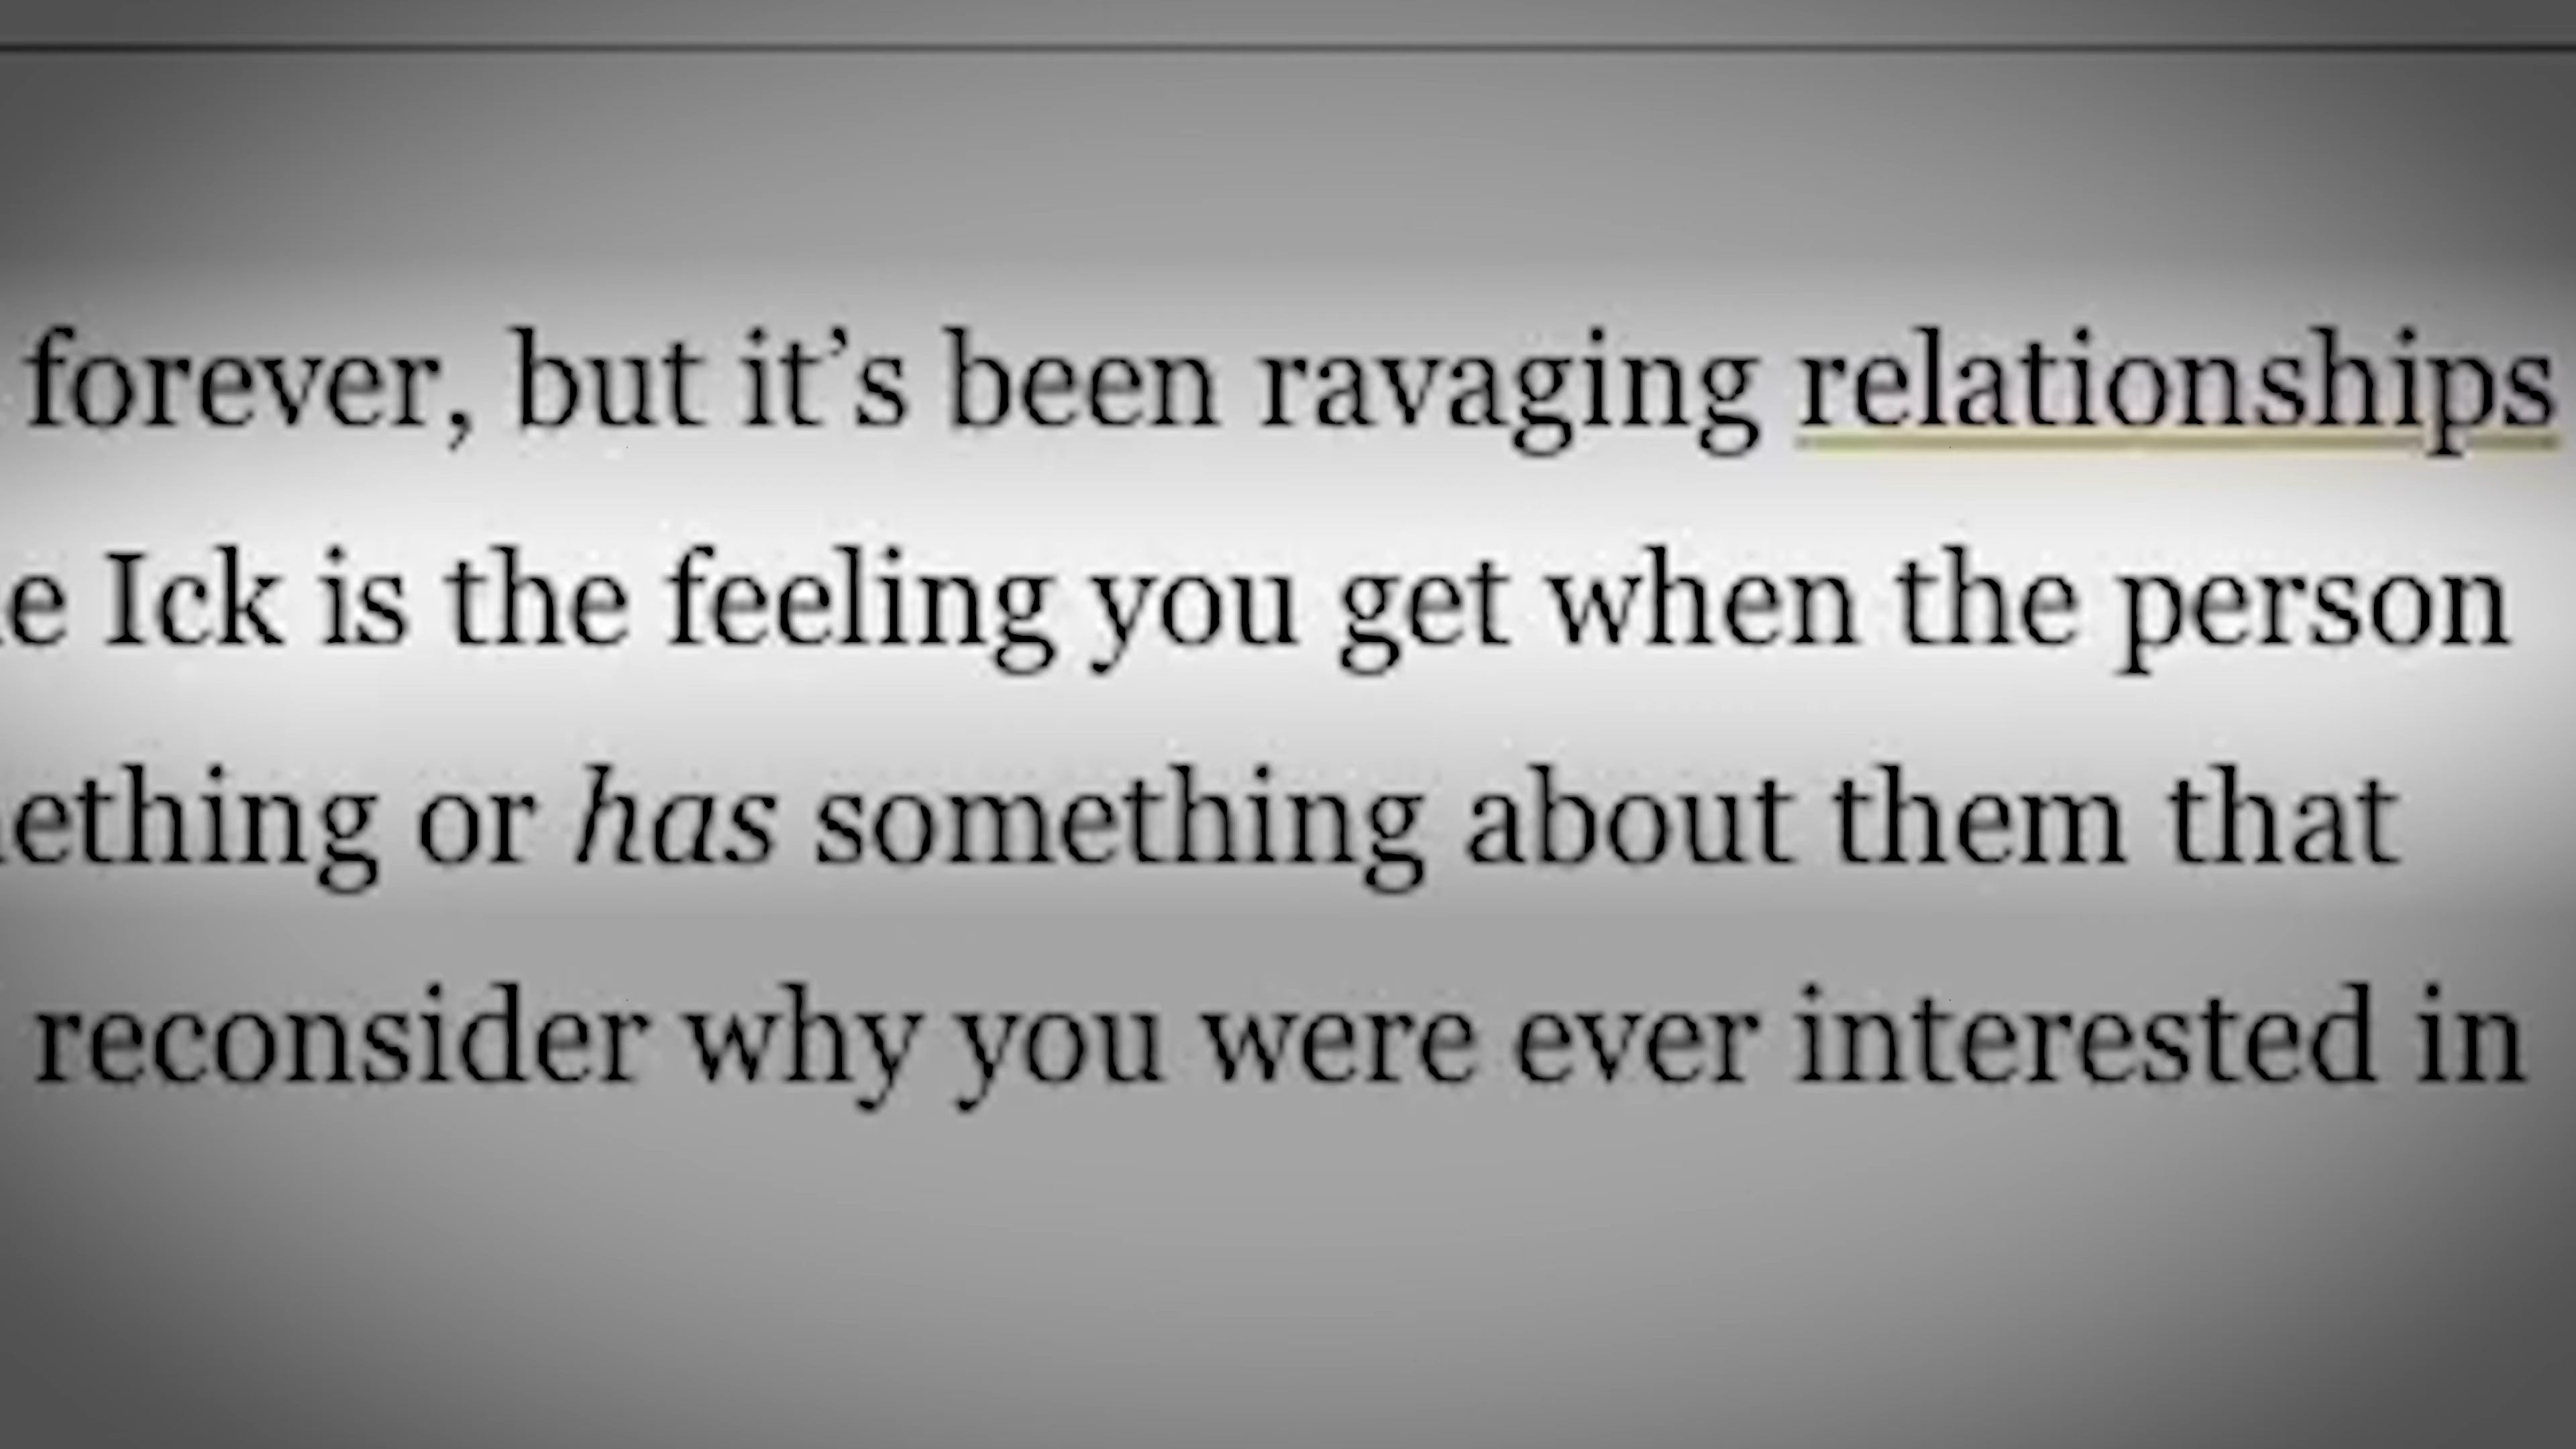 forever, but it’s been ravaging relationships
e Ick is the feeling you get when the person
ething or has something about them that
reconsider why you were ever interested in